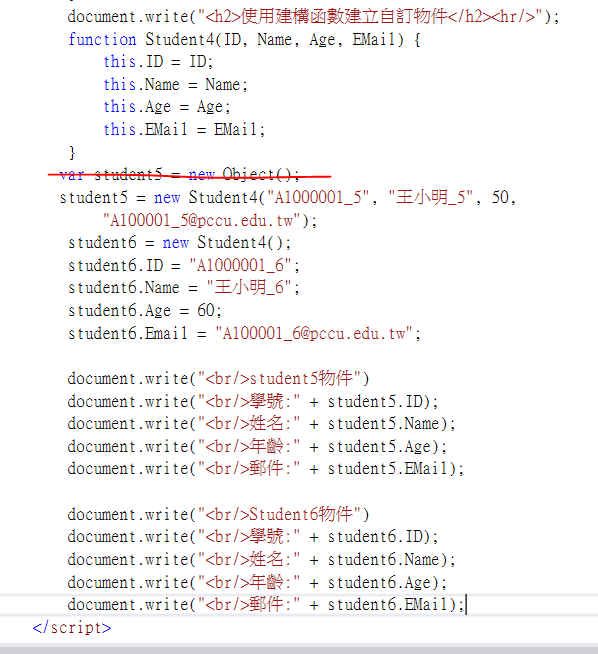 document.write("<h2>使用建構函數建立自訂物件</h2><hr/>");
function Student4(ID, Name, Age, EMail) {
this.ID = ID;
this.Name = Name;
this.Age = Age;
this.EMail = EMail;
}
var student5 = new Object();
student5 = new Student4("A1000001_5", "王小明_5", 50,
"A100001_5@pccu.edu.tw");
student6 = new Student4();
student6.ID = "A1000001_6";
student6.Name = "王小明_6";
student6.Age = 60;
student6.Email = "A100001_6@pccu.edu.tw";
document.write("<br/>student5物件")
document.write("<br/>學號:" + student5.ID);
document.write("<br/>姓名:" + student5.Name);
document.write("<br/>年齡:" + student5.Age);
document.write("<br/>郵件:" + student5.EMail);
document.write("<br/>Student6物件")
document.write("<br/>學號:" + student6.ID);
document.write("<br/>姓名:" + student6.Name);
document.write("<br/>年齡:" + student6.Age);
document.write("<br/>郵件:" + student6.EMail);
</script>